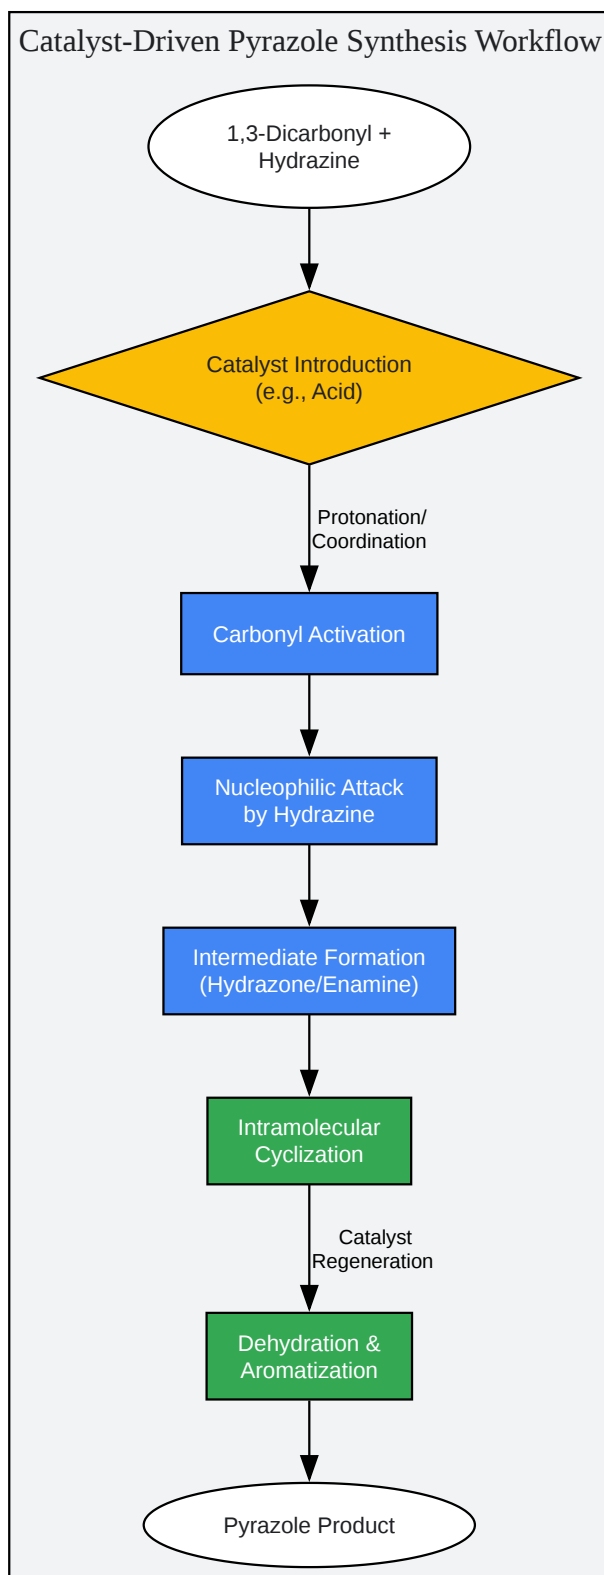 Catalyst-Driven Pyrazole Synthesis Workflow
1,3-Dicarbonyl +
Hydrazine
Catalyst Introduction
(e.g., Acid)
Protonation/
Coordination
Carbonyl Activation
Nucleophilic Attack
by Hydrazine
Intermediate Formation
(Hydrazone/Enamine)
Intramolecular
Cyclization
Catalyst
Regeneration
Dehydration &
Aromatization
Pyrazole Product